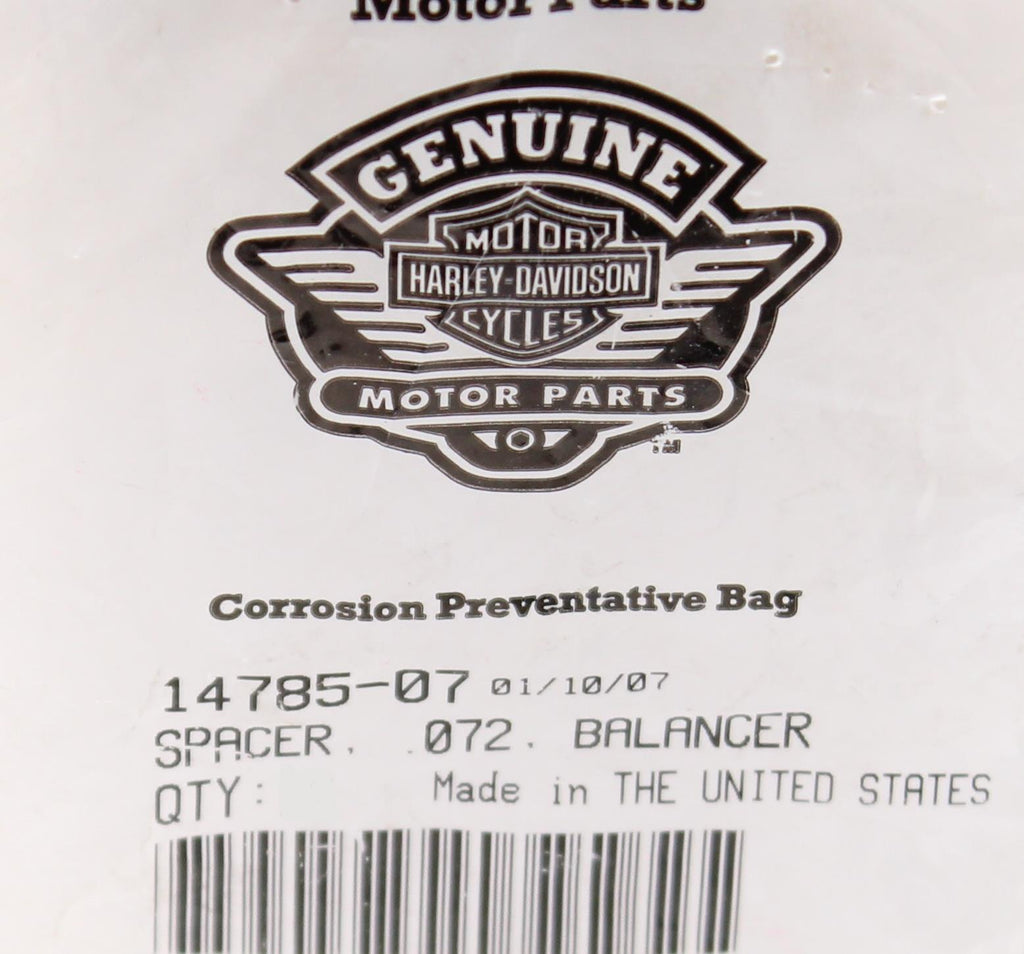 Motor Parts
GENUINE
MOTOR
HARLEY-DAVIDSON
CYCLES
MOTOR PARTS
TM
Corrosion Preventative Bag
14785-07 01/10/07
SPACER, .072, BALANCER
QTY: Made in THE UNITED STATES